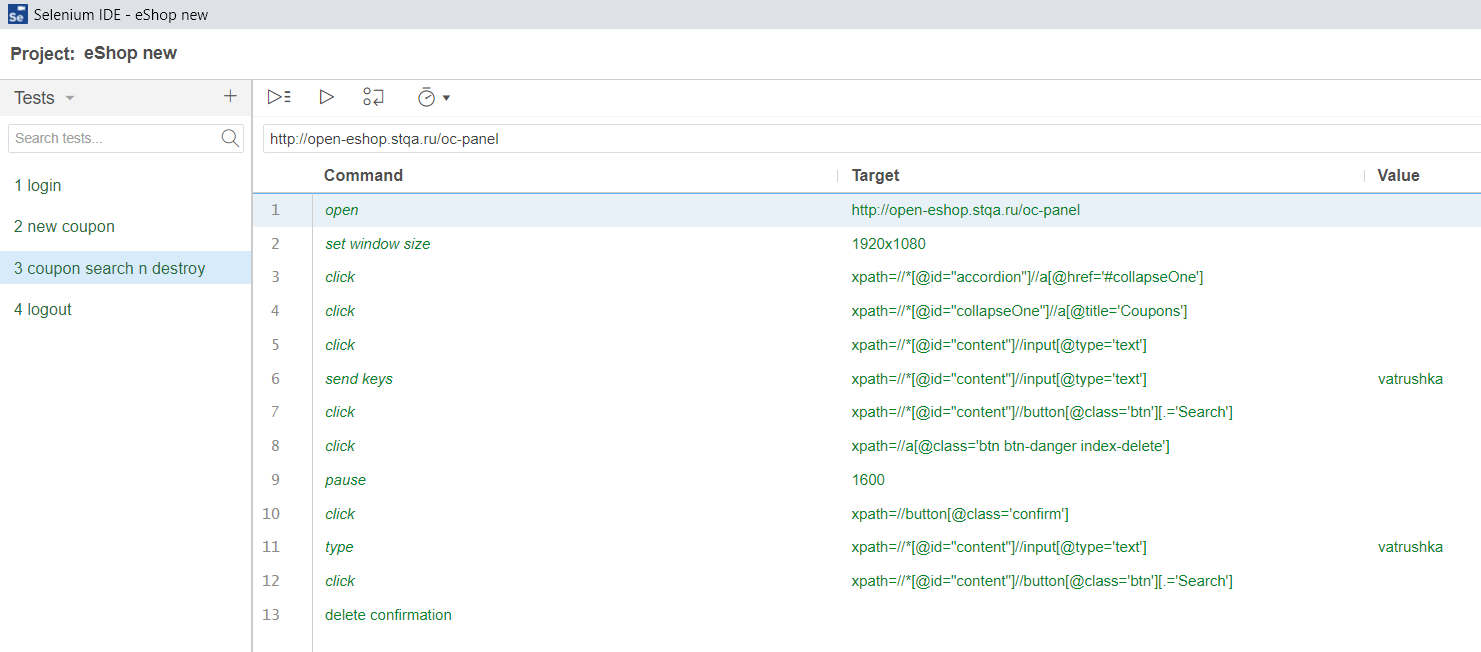 Selenium IDE - eShop new
Project: eShop new
Tests
Search tests...
1 login
2 new coupon
3 coupon search n destroy
4 logout
http://open-eshop.stqa.ru/oc-panel
Command Target Value
1 open http://open-eshop.stqa.ru/oc-panel
2 set window size 1920x1080
3 click xpath=//*[@id="accordion"]//a[@href='#collapseOne']
4 click xpath=//*[@id="collapseOne"]//a[@title='Coupons']
5 click xpath=//*[@id="content"]//input[@type='text']
6 send keys xpath=//*[@id="content"]//input[@type='text'] vatrushka
7 click xpath=//*[@id="content"]//button[@class='btn'][.='Search']
8 click xpath=//a[@class='btn btn-danger index-delete']
9 pause 1600
10 click xpath=//button[@class='confirm']
11 type xpath=//*[@id="content"]//input[@type='text'] vatrushka
12 click xpath=//*[@id="content"]//button[@class='btn'][.='Search']
13 delete confirmation